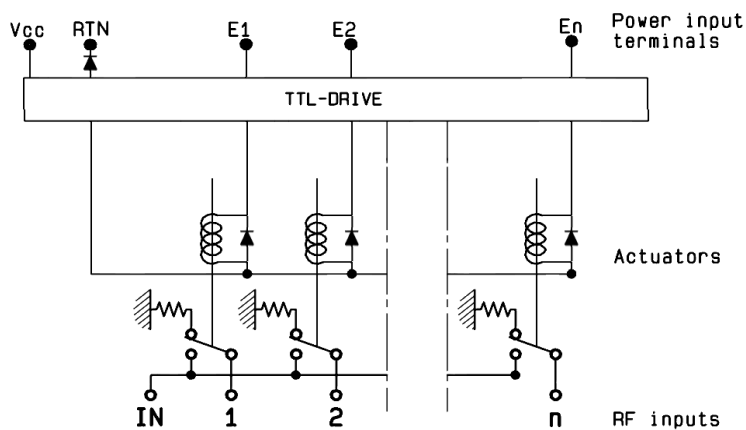 Vcc RTN E1 E2 En Power input
terminals
TTL-DRIVE
Actuators
IN 1 2 n RF inputs